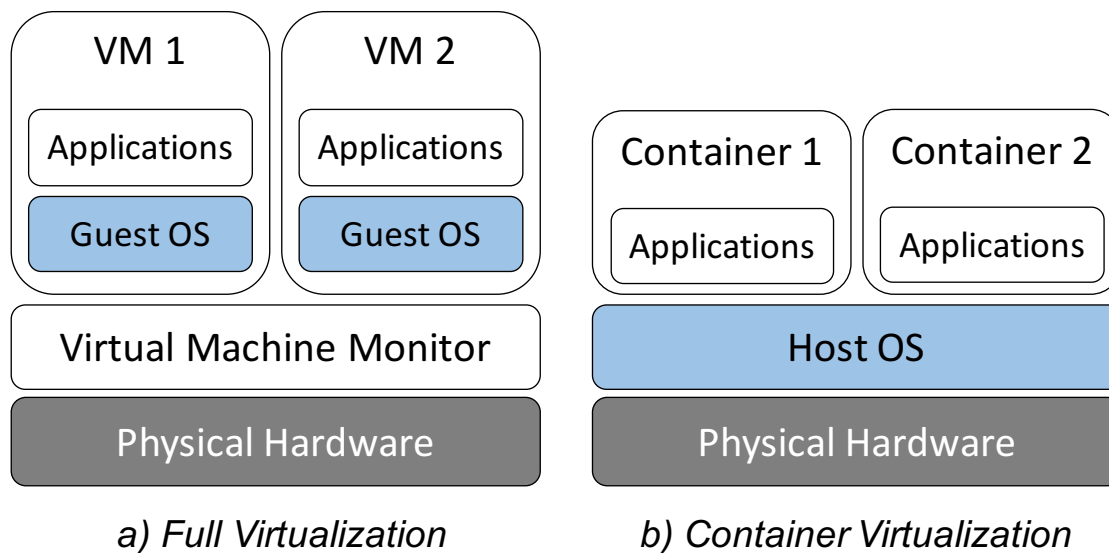 VM 1
Applications
Guest OS
VM 2
Applications
Guest OS
Virtual Machine Monitor
Physical Hardware
a) Full Virtualization
Container 1
Applications
Container 2
Applications
Host OS
Physical Hardware
b) Container Virtualization